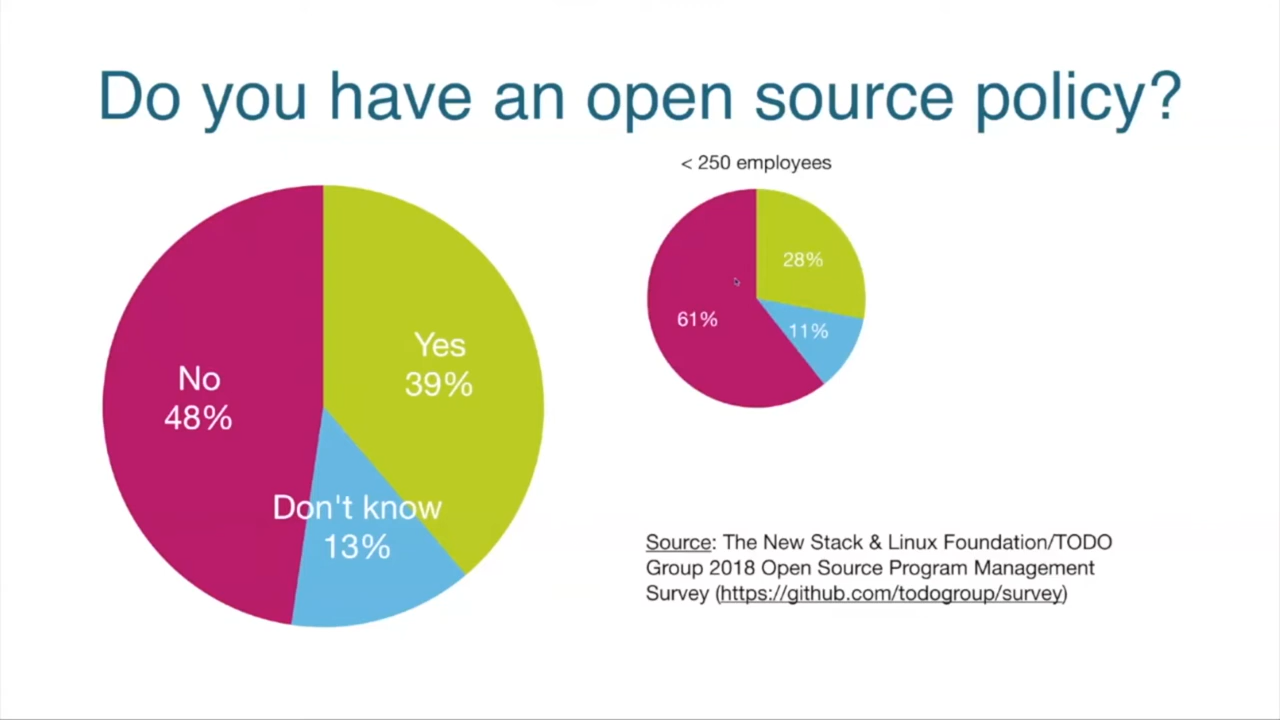 Do you have an open source policy?
< 250 employees
No
48%
Yes
39%
Don't know
13%
28%
61%
11%
Source: The New Stack & Linux Foundation/TODO
Group 2018 Open Source Program Management
Survey (https://github.com/todogroup/survey)